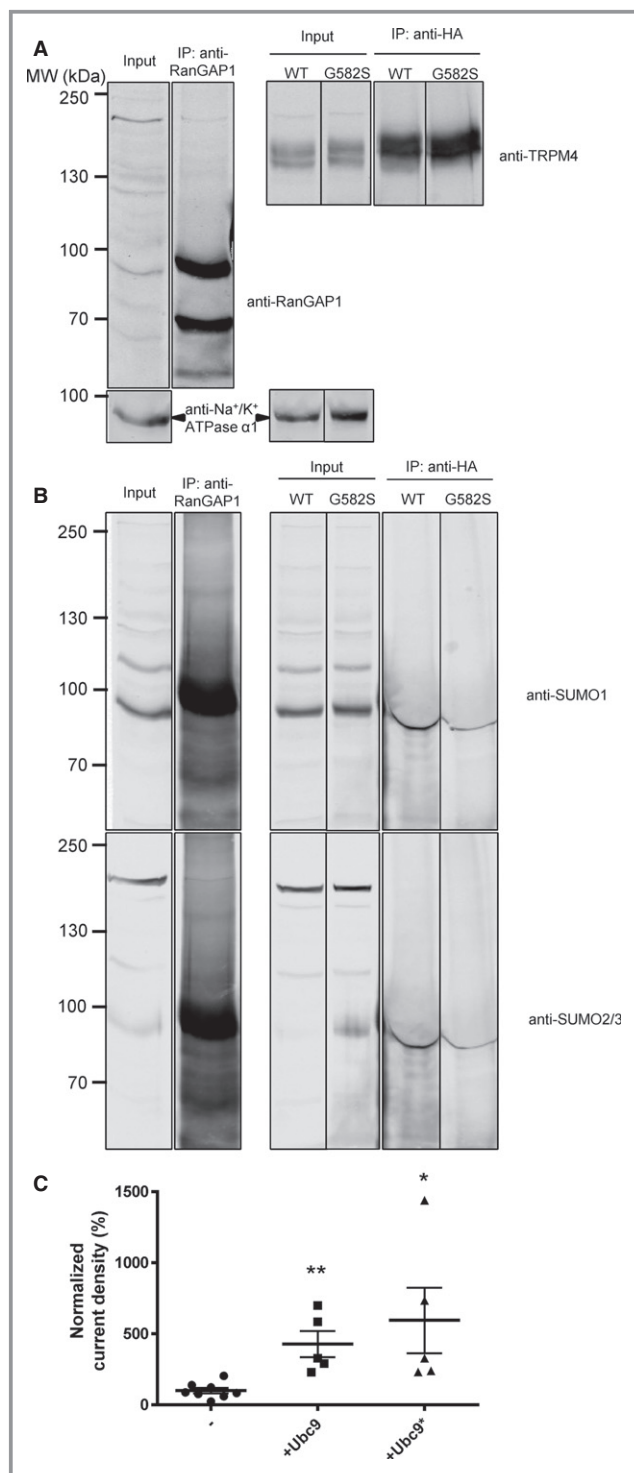 A
MW (kDa)
Input
IP: anti-
RanGAP1
Input
WT G582S
IP: anti-HA
WT G582S
250
130
100
70
anti-TRPM4
anti-RanGAP1
100
anti-Na⁺/K⁺
ATPase α1
B
Input
IP: anti-
RanGAP1
Input
WT G582S
IP: anti-HA
WT G582S
250
130
100
70
anti-SUMO1
250
130
100
70
anti-SUMO2/3
C
Normalized
current density (%)
1500
1000
500
0
**
*
-
+Ubc9
+Ubc9*